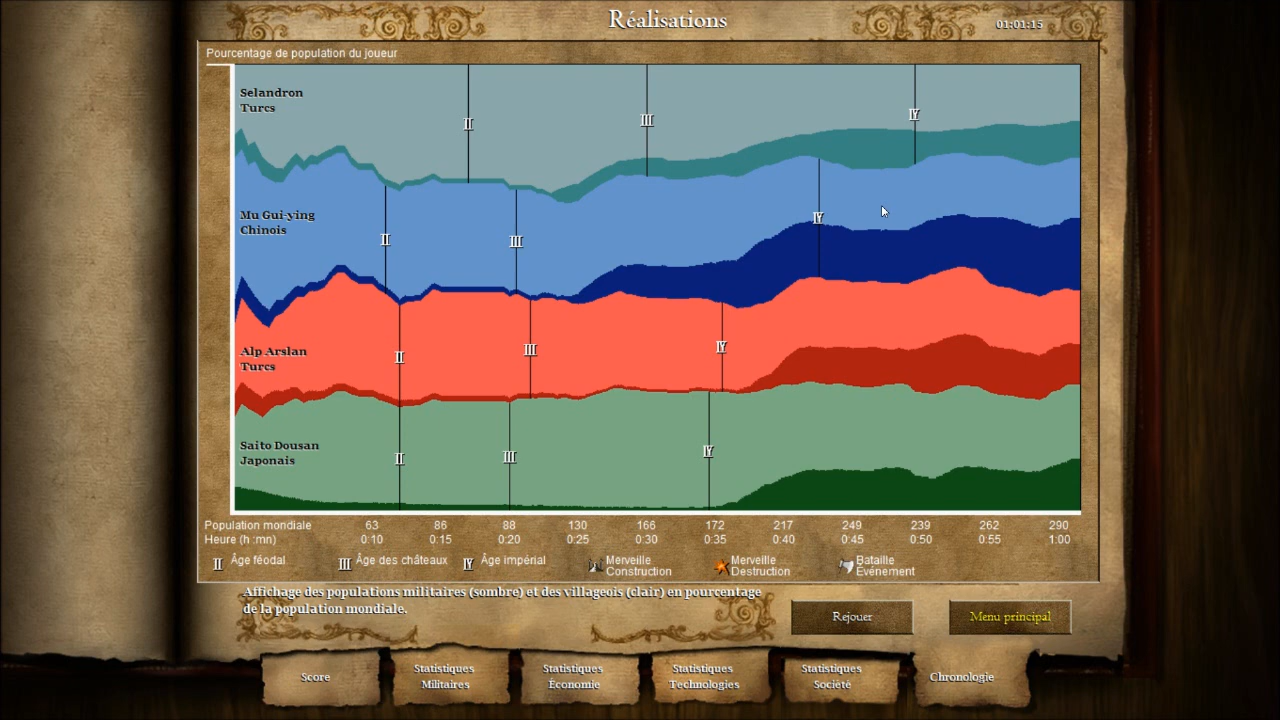 Réalisations
01:01:15
Pourcentage de population du joueur
Selandron
Turcs
II
III
IV
Mu Gui-ying
Chinois
II
III
IV
Alp Arslan
Turcs
II
III
IV
Saito Dousan
Japonais
II
III
IV
Population mondiale 63 86 88 130 166 172 217 249 239 262 290
Heure (h :mn) 0:10 0:15 0:20 0:25 0:30 0:35 0:40 0:45 0:50 0:55 1:00
II Âge féodal III Âge des châteaux IV Âge impérial Merveille Merveille Bataille
Construction Destruction Evénement
Affichage des populations militaires (sombre) et des villageois (clair) en pourcentage
de la population mondiale.
Rejouer
Menu principal
Score
Statistiques
Militaires
Statistiques
Économie
Statistiques
Technologies
Statistiques
Société
Chronologie